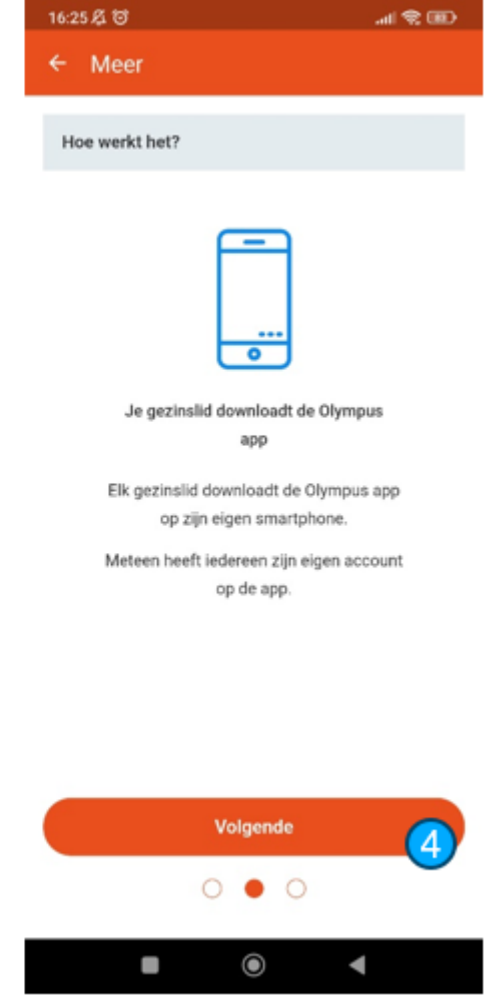 16:25
Meer
Hoe werkt het?
Je gezinslid downloadt de Olympus
app
Elk gezinslid downloadt de Olympus app
op zijn eigen smartphone.
Meteen heeft iedereen zijn eigen account
op de app.
Volgende
4